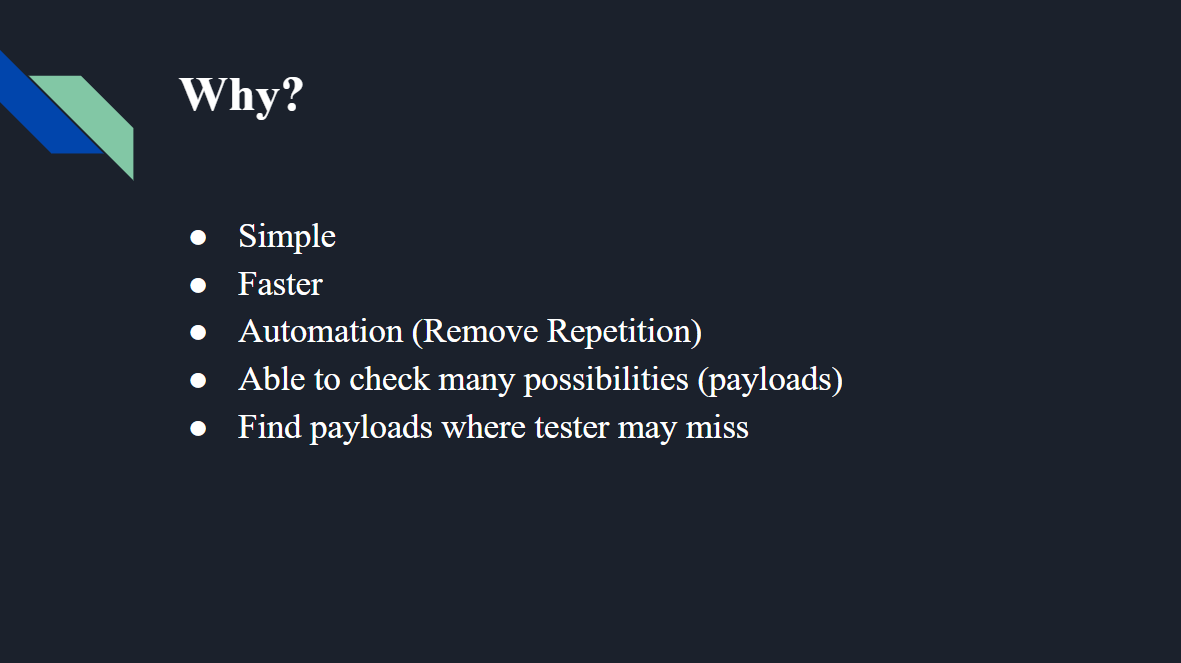 Why?
● Simple
● Faster
● Automation (Remove Repetition)
● Able to check many possibilities (payloads)
● Find payloads where tester may miss